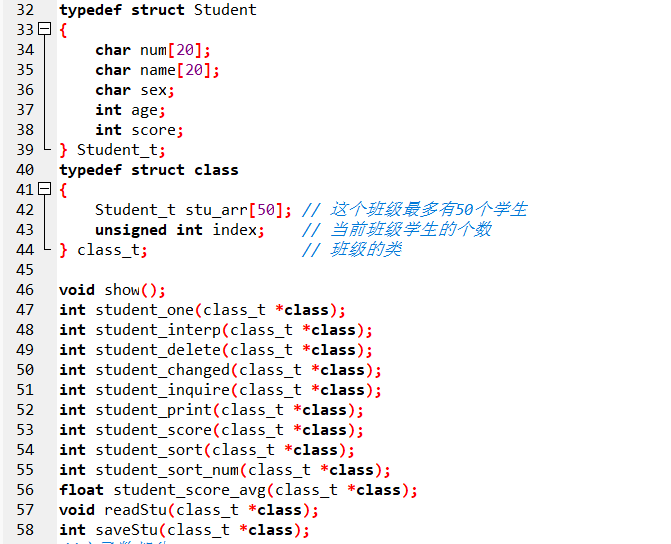 32 typedef struct Student
33 {
34 char num[20];
35 char name[20];
36 char sex;
37 int age;
38 int score;
39 } Student_t;
40 typedef struct class
41 {
42 Student_t stu_arr[50]; // 这个班级最多有50个学生
43 unsigned int index; // 当前班级学生的个数
44 } class_t; // 班级的类
45
46 void show();
47 int student_one(class_t *class);
48 int student_interp(class_t *class);
49 int student_delete(class_t *class);
50 int student_changed(class_t *class);
51 int student_inquire(class_t *class);
52 int student_print(class_t *class);
53 int student_score(class_t *class);
54 int student_sort(class_t *class);
55 int student_sort_num(class_t *class);
56 float student_score_avg(class_t *class);
57 void readStu(class_t *class);
58 int saveStu(class_t *class);